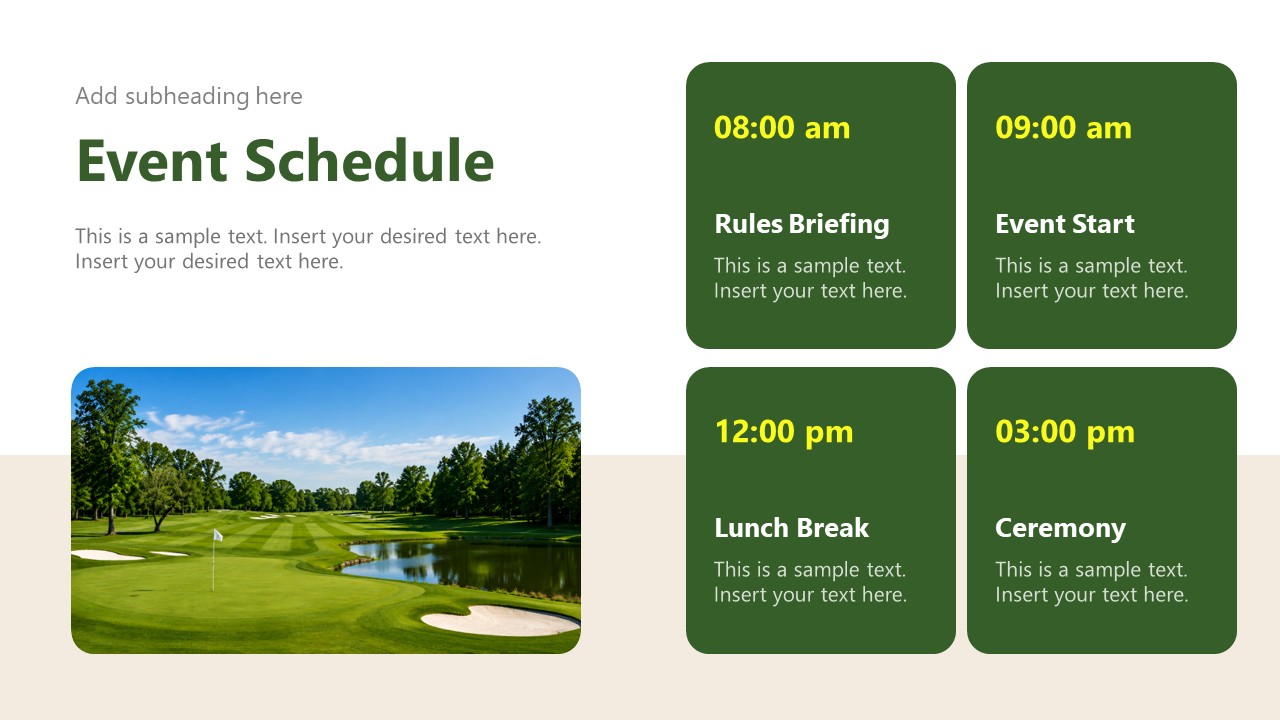 Add subheading here
Event Schedule
This is a sample text. Insert your desired text here.
Insert your desired text here.
08:00 am
Rules Briefing
This is a sample text.
Insert your text here.
09:00 am
Event Start
This is a sample text.
Insert your text here.
12:00 pm
Lunch Break
This is a sample text.
Insert your text here.
03:00 pm
Ceremony
This is a sample text.
Insert your text here.